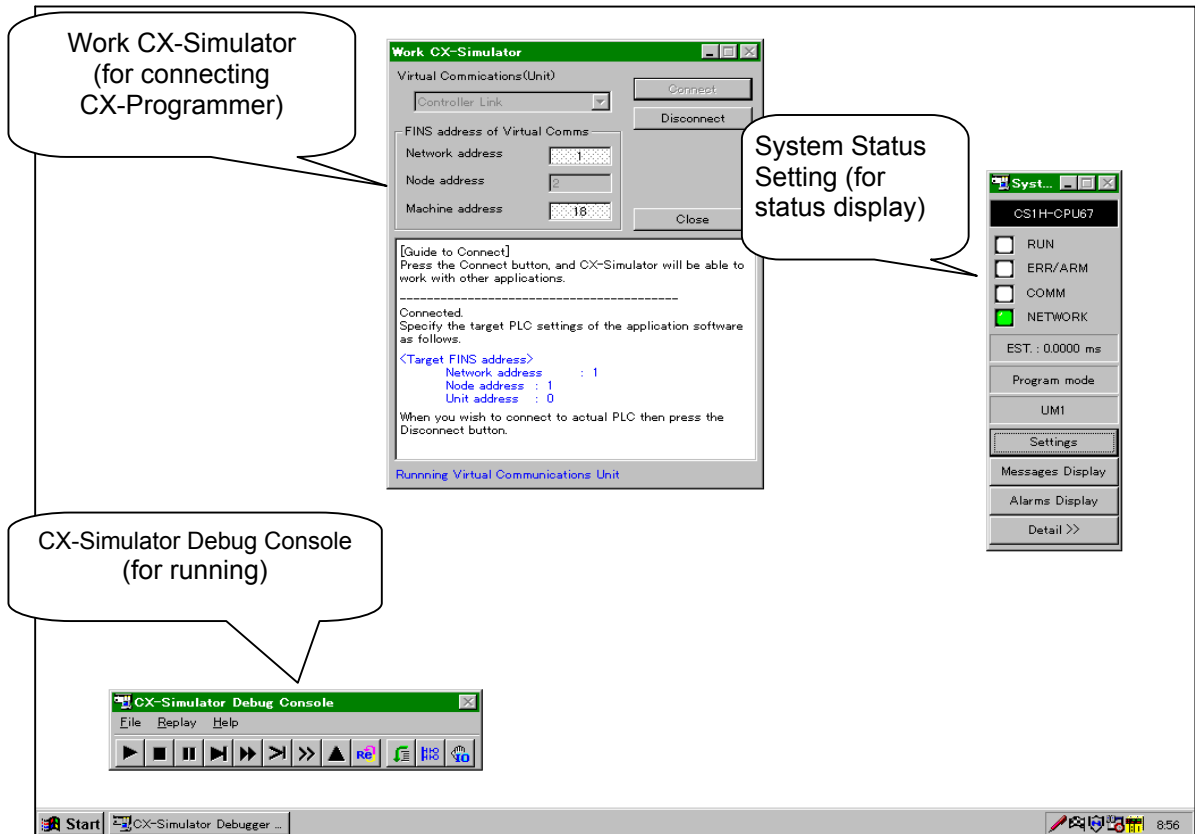 Work CX-Simulator
(for connecting
CX-Programmer)
Work CX-Simulator
Virtual Commications(Unit)
Controller Link
Connect
Disconnect
FINS address of Virtual Comms
Network address
1
Node address
2
Machine address
18
Close
[Guide to Connect]
Press the Connect button, and CX-Simulator will be able to
work with other applications.
----------------------------------------
Connected.
Specify the target PLC settings of the application software
as follows.
<Target FINS address>
Network address : 1
Node address : 1
Unit address : 0
When you wish to connect to actual PLC then press the
Disconnect button.
Runnning Virtual Communications Unit
System Status
Setting (for
status display)
Syst...
CS1H-CPU67
RUN
ERR/ARM
COMM
NETWORK
EST. : 0.0000 ms
Program mode
UM1
Settings
Messages Display
Alarms Display
Detail >>
CX-Simulator Debug Console
(for running)
CX-Simulator Debug Console
File Replay Help
Re
IO
Start
CX-Simulator Debugger ...
8:56